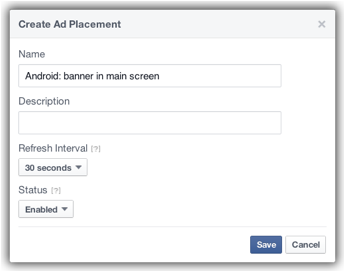 Create Ad Placement ×
Name
Android: banner in main screen
Description
Refresh Interval [?]
30 seconds
Status [?]
Enabled
Save Cancel